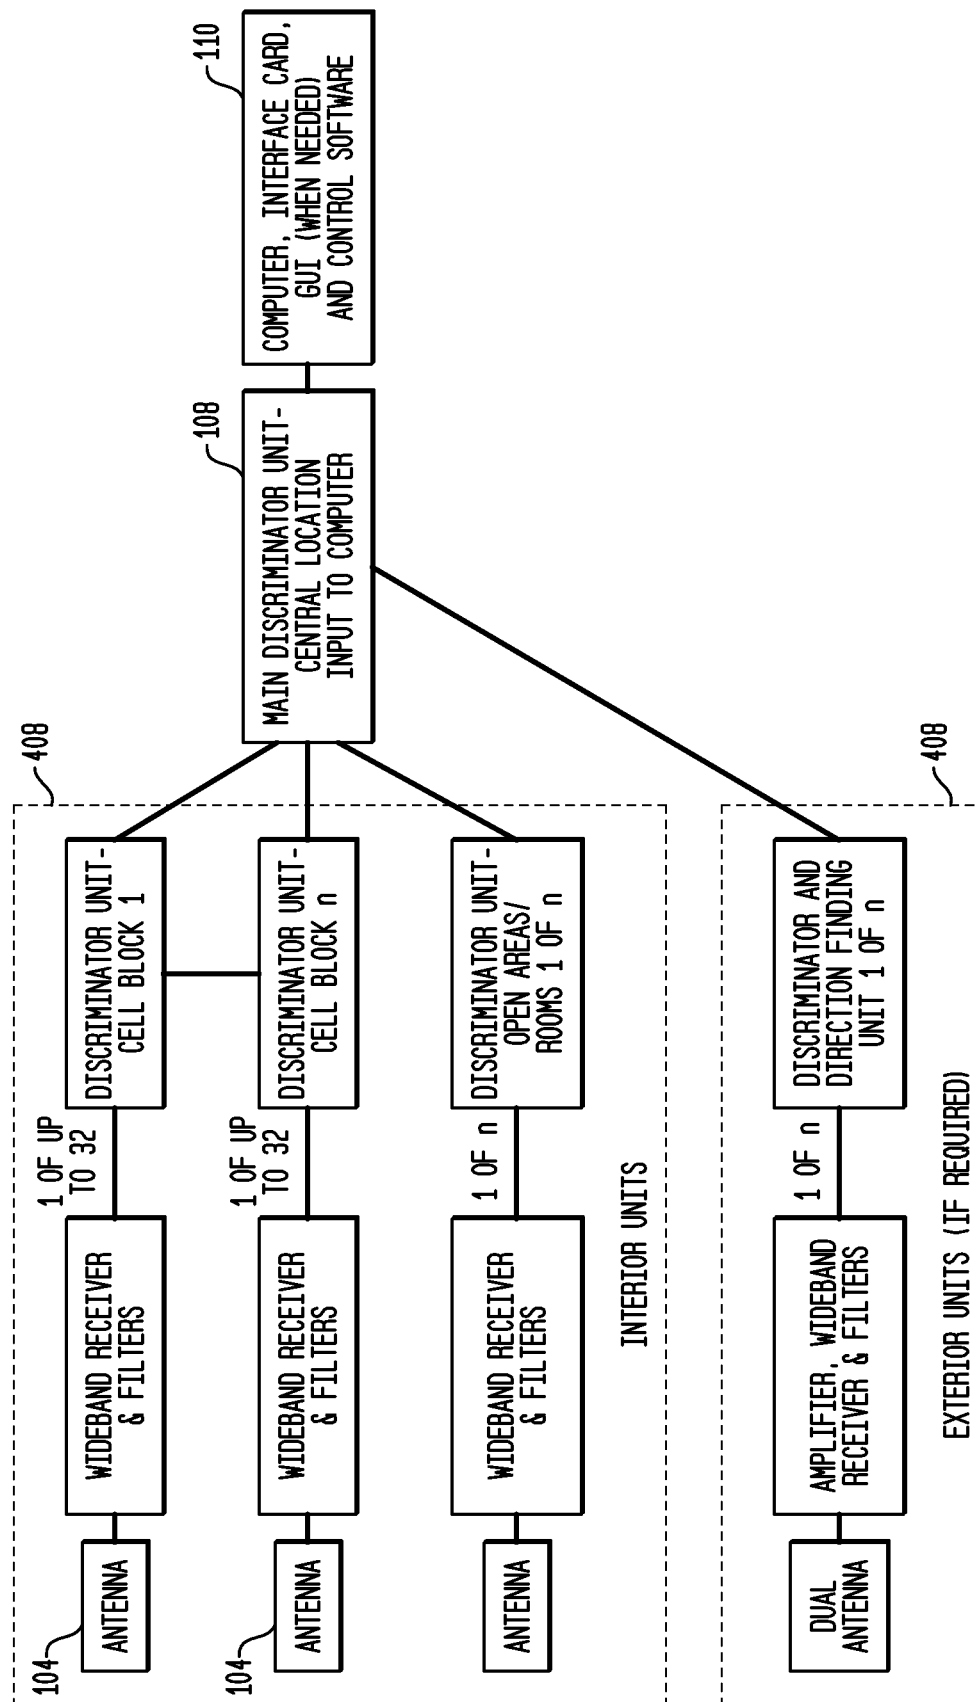 104
ANTENNA
WIDEBAND RECEIVER
& FILTERS
1 OF UP
TO 32
DISCRIMINATOR UNIT-
CELL BLOCK 1
408
104
ANTENNA
WIDEBAND RECEIVER
& FILTERS
1 OF UP
TO 32
DISCRIMINATOR UNIT-
CELL BLOCK n
108
MAIN DISCRIMINATOR UNIT-
CENTRAL LOCATION
INPUT TO COMPUTER
110
COMPUTER, INTERFACE CARD,
GUI (WHEN NEEDED)
AND CONTROL SOFTWARE
ANTENNA
WIDEBAND RECEIVER
& FILTERS
1 OF n
DISCRIMINATOR UNIT-
OPEN AREAS/
ROOMS 1 OF n
INTERIOR UNITS
DUAL
ANTENNA
AMPLIFIER, WIDEBAND
RECEIVER & FILTERS
1 OF n
DISCRIMINATOR AND
DIRECTION FINDING
UNIT 1 OF n
408
EXTERIOR UNITS (IF REQUIRED)